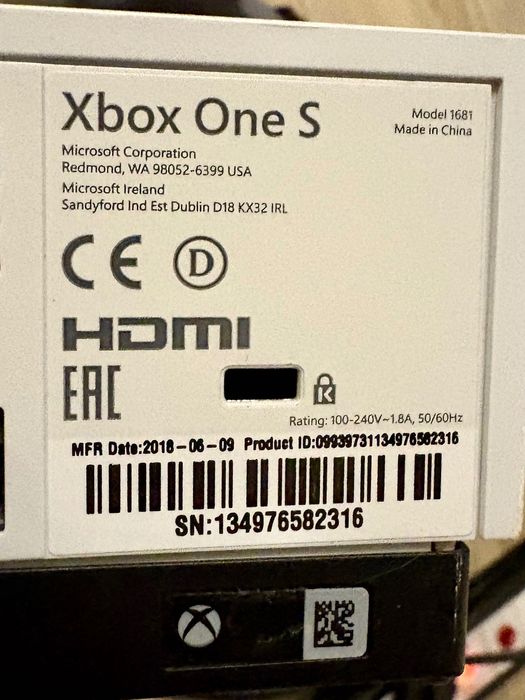 Xbox One S
Model 1681
Made in China
Microsoft Corporation
Redmond, WA 98052-6399 USA
Microsoft Ireland
Sandyford Ind Est Dublin D18 KX32 IRL
CE D
HDMI
EAC
K
Rating: 100-240V~1.8A, 50/60Hz
MFR Date:2018-06-09 Product ID:09939731134976582316
SN:134976582316